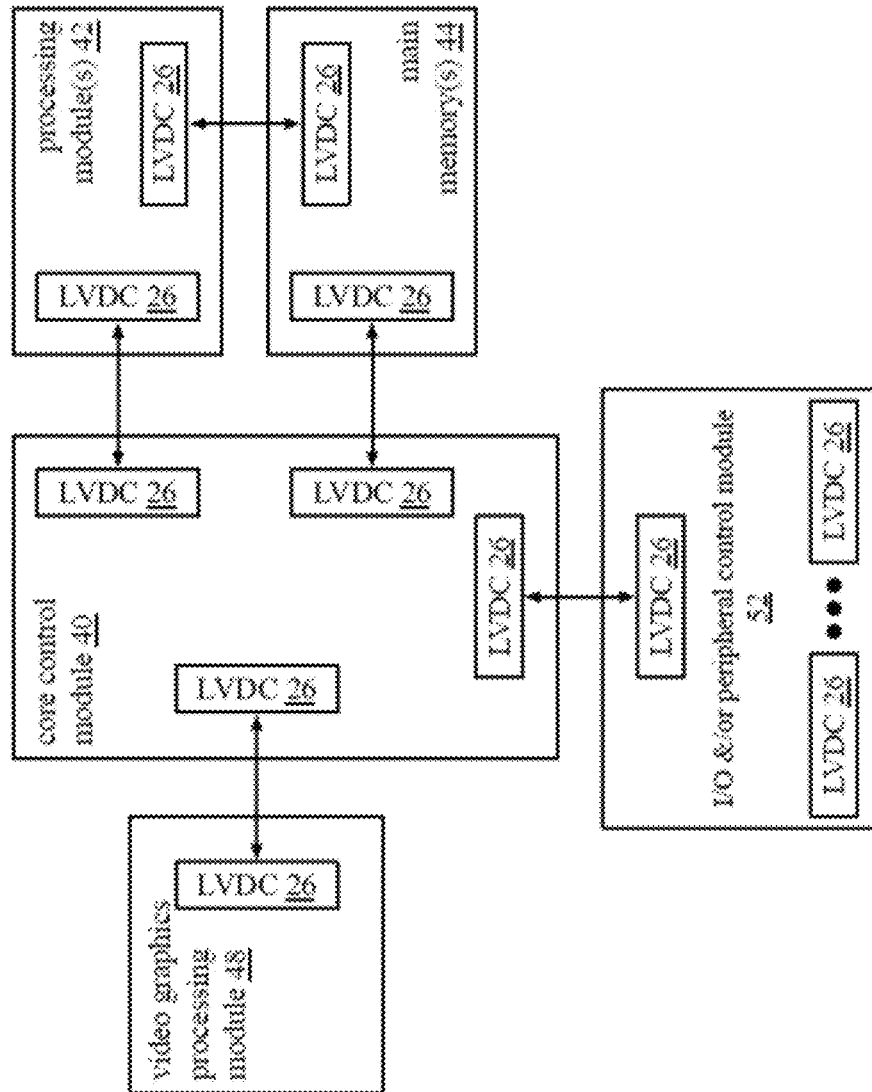 processing
module(s) 42
LVDC 26
LVDC 26
main
memory(s) 44
LVDC 26
LVDC 26
core control
module 40
LVDC 26
LVDC 26
LVDC 26
LVDC 26
video graphics
processing
module 48
LVDC 26
I/O &/or peripheral control module
52
LVDC 26
LVDC 26
LVDC 26